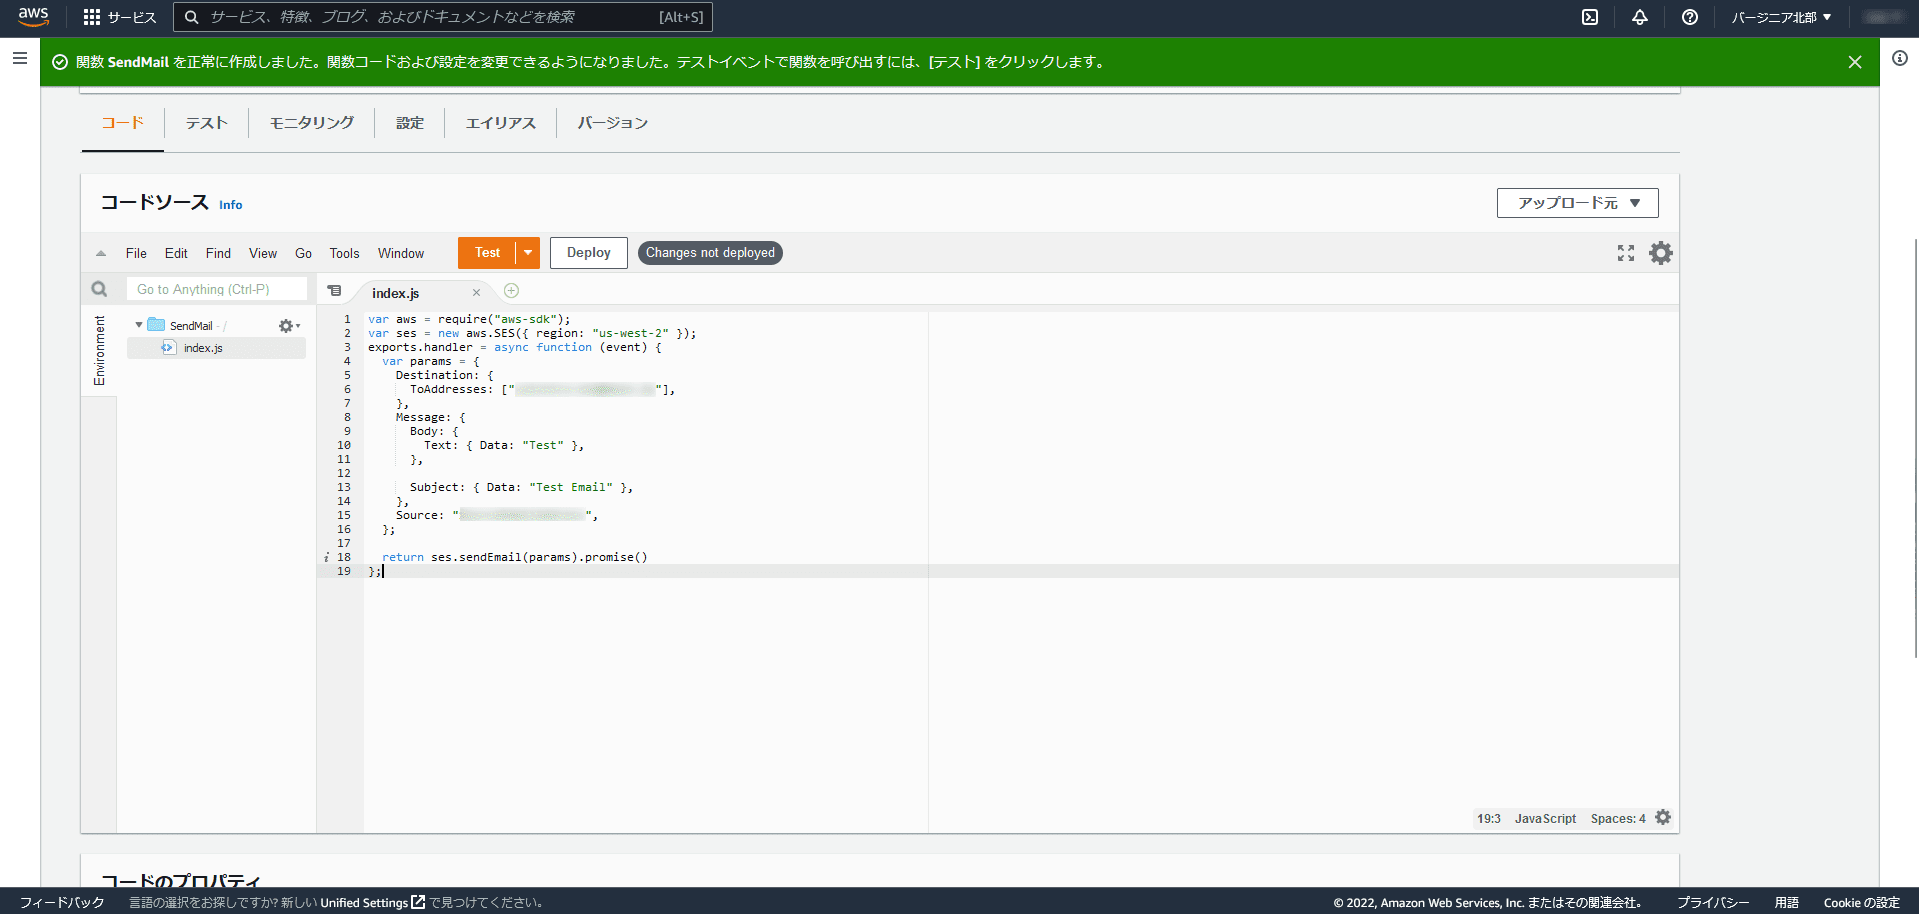 aws サービス サービス、特徴、ブログ、およびドキュメントなどを検索 [Alt+S] バージニア北部 ▼
関数 SendMail を正常に作成しました。関数コードおよび設定を変更できるようになりました。テストイベントで関数を呼び出すには、[テスト] をクリックします。
コード テスト モニタリング 設定 エイリアス バージョン
コードソース Info アップロード元 ▼
File Edit Find View Go Tools Window Test Deploy Changes not deployed
Go to Anything (Ctrl-P) index.js
Environment
SendMail - /
index.js
1 var aws = require("aws-sdk");
2 var ses = new aws.SES({ region: "us-west-2" });
3 exports.handler = async function (event) {
4 var params = {
5 Destination: {
6 ToAddresses: [" "],
7 },
8 Message: {
9 Body: {
10 Text: { Data: "Test" },
11 },
12
13 Subject: { Data: "Test Email" },
14 },
15 Source: " ",
16 };
17
18 return ses.sendEmail(params).promise()
19 };
19:3 JavaScript Spaces: 4
コードのプロパティ
フィードバック 言語の選択をお探しですか? 新しい Unified Settings で見つけてください。 © 2022, Amazon Web Services, Inc. またはその関連会社。 プライバシー 用語 Cookie の設定